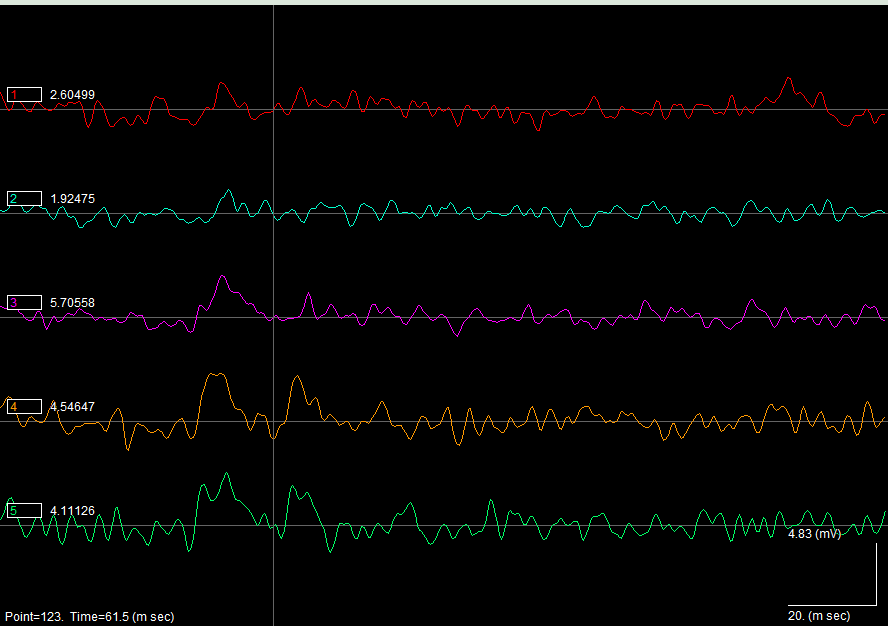 1 2.60499
2 1.92475
3 5.70558
4 4.54647
5 4.11126
4.83 (mV)
Point=123. Time=61.5 (m sec)
20. (m sec)